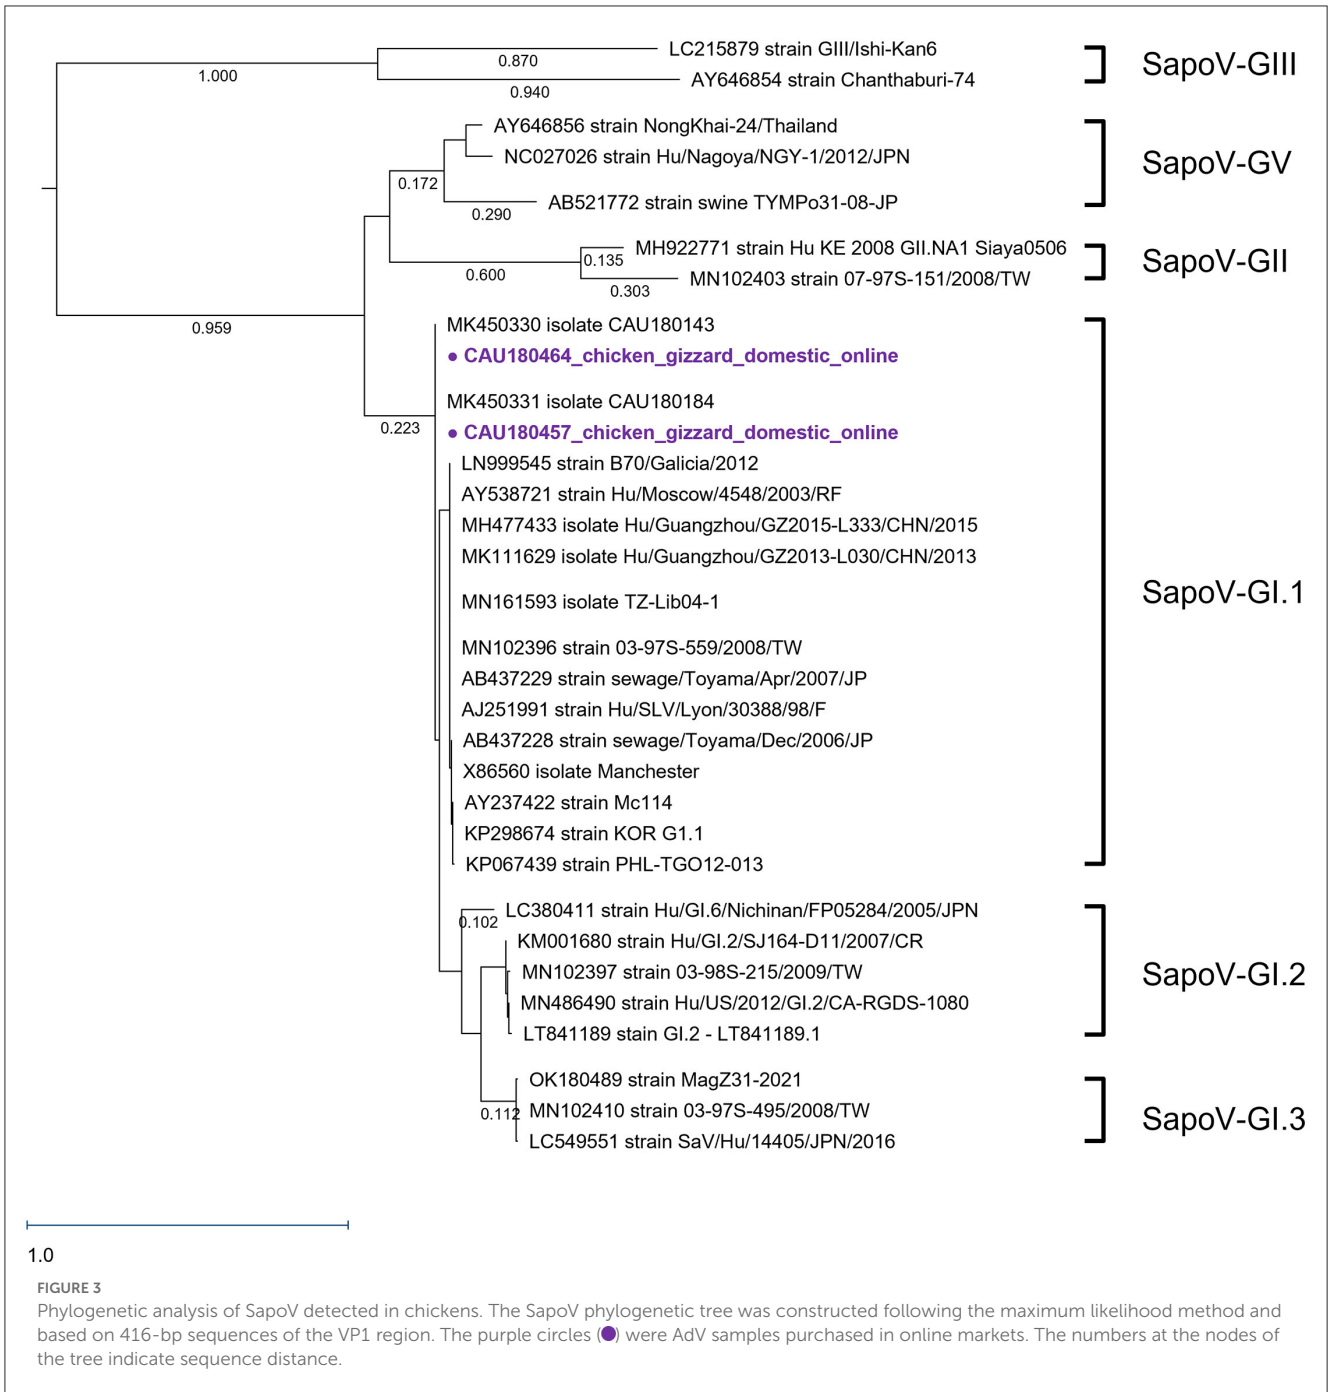 LC215879 strain GIII/Ishi-Kan6
0.870
1.000
AY646854 strain Chanthaburi-74
0.940
SapoV-GIII
AY646856 strain NongKhai-24/Thailand
NC027026 strain Hu/Nagoya/NGY-1/2012/JPN
0.172
AB521772 strain swine TYMPo31-08-JP
0.290
SapoV-GV
MH922771 strain Hu KE 2008 GII.NA1 Siaya0506
0.135
0.600
MN102403 strain 07-97S-151/2008/TW
0.303
SapoV-GII
0.959
MK450330 isolate CAU180143
● CAU180464_chicken_gizzard_domestic_online
MK450331 isolate CAU180184
0.223
● CAU180457_chicken_gizzard_domestic_online
LN999545 strain B70/Galicia/2012
AY538721 strain Hu/Moscow/4548/2003/RF
MH477433 isolate Hu/Guangzhou/GZ2015-L333/CHN/2015
MK111629 isolate Hu/Guangzhou/GZ2013-L030/CHN/2013
MN161593 isolate TZ-Lib04-1
SapoV-GI.1
MN102396 strain 03-97S-559/2008/TW
AB437229 strain sewage/Toyama/Apr/2007/JP
AJ251991 strain Hu/SLV/Lyon/30388/98/F
AB437228 strain sewage/Toyama/Dec/2006/JP
X86560 isolate Manchester
AY237422 strain Mc114
KP298674 strain KOR G1.1
KP067439 strain PHL-TGO12-013
LC380411 strain Hu/GI.6/Nichinan/FP05284/2005/JPN
0.102
KM001680 strain Hu/GI.2/SJ164-D11/2007/CR
MN102397 strain 03-98S-215/2009/TW
SapoV-GI.2
MN486490 strain Hu/US/2012/GI.2/CA-RGDS-1080
LT841189 stain GI.2 - LT841189.1
OK180489 strain MagZ31-2021
0.112
MN102410 strain 03-97S-495/2008/TW
SapoV-GI.3
LC549551 strain SaV/Hu/14405/JPN/2016
1.0
FIGURE 3
Phylogenetic analysis of SapoV detected in chickens. The SapoV phylogenetic tree was constructed following the maximum likelihood method and
based on 416-bp sequences of the VP1 region. The purple circles (●) were AdV samples purchased in online markets. The numbers at the nodes of
the tree indicate sequence distance.